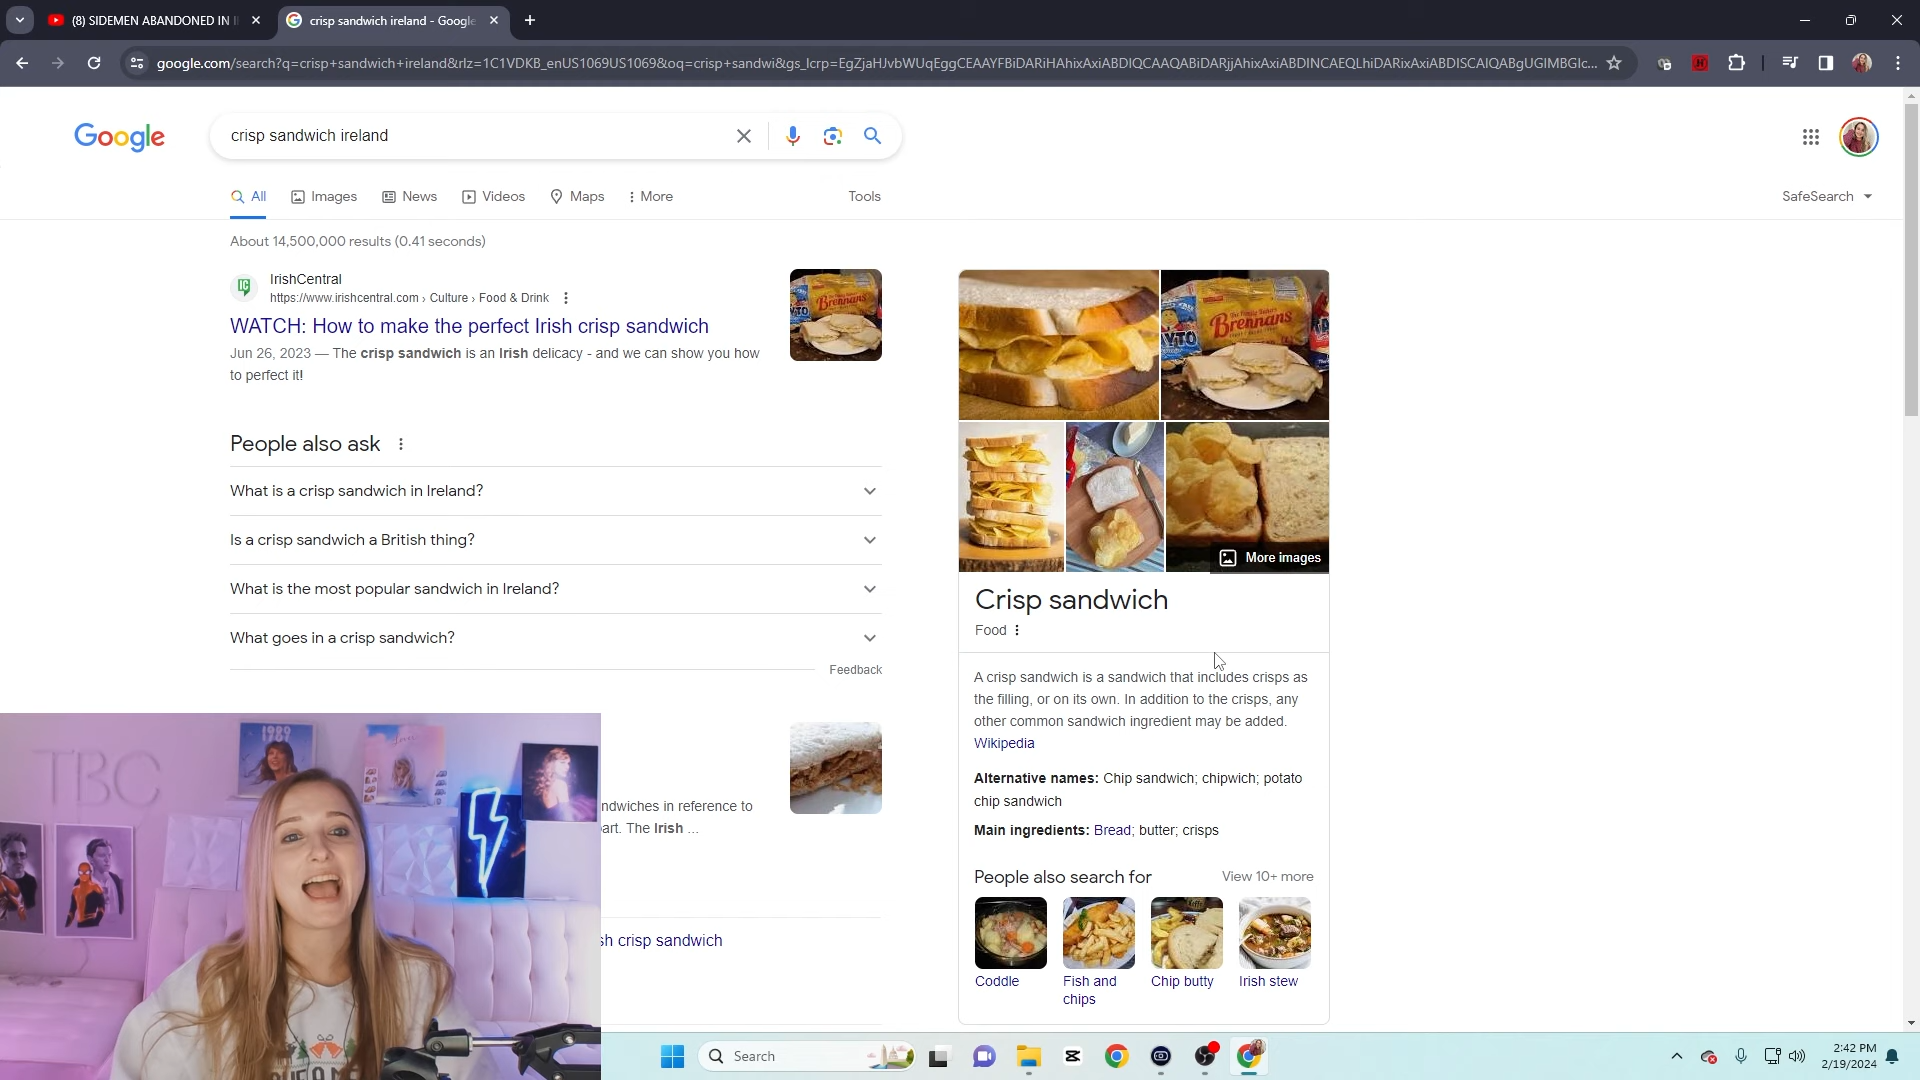 (8) SIDEMEN ABANDONED IN
crisp sandwich ireland - Google
google.com/search?q=crisp+sandwich+ireland&rlz=1C1VDKB_enUS1069US1069&oq=crisp+sandwi&gs_lcrp=EgZjaHJvbWUqEggCEAAYFBiDARiHAhixAxiABDIQCAAQABiDARjjAhixAxiABDINCAEQLhiDARixAxiABDISCAIQABgUGIMBGIc...
Google
crisp sandwich ireland
All Images News Videos Maps More Tools
SafeSearch
About 14,500,000 results (0.41 seconds)
IrishCentral
https://www.irishcentral.com › Culture › Food & Drink
WATCH: How to make the perfect Irish crisp sandwich
Jun 26, 2023 — The crisp sandwich is an Irish delicacy - and we can show you how
to perfect it!
Brennans
People also ask
What is a crisp sandwich in Ireland?
Is a crisp sandwich a British thing?
What is the most popular sandwich in Ireland?
What goes in a crisp sandwich?
Feedback
ndwiches in reference to
art. The Irish ...
sh crisp sandwich
Brennans
YTO
More images
Crisp sandwich
Food
A crisp sandwich is a sandwich that includes crisps as
the filling, or on its own. In addition to the crisps, any
other common sandwich ingredient may be added.
Wikipedia
Alternative names: Chip sandwich; chipwich; potato
chip sandwich
Main ingredients: Bread; butter; crisps
People also search for
View 10+ more
Coddle
Fish and
chips
Chip butty
Irish stew
TBC
1989
Lover
Search
2:42 PM
2/19/2024